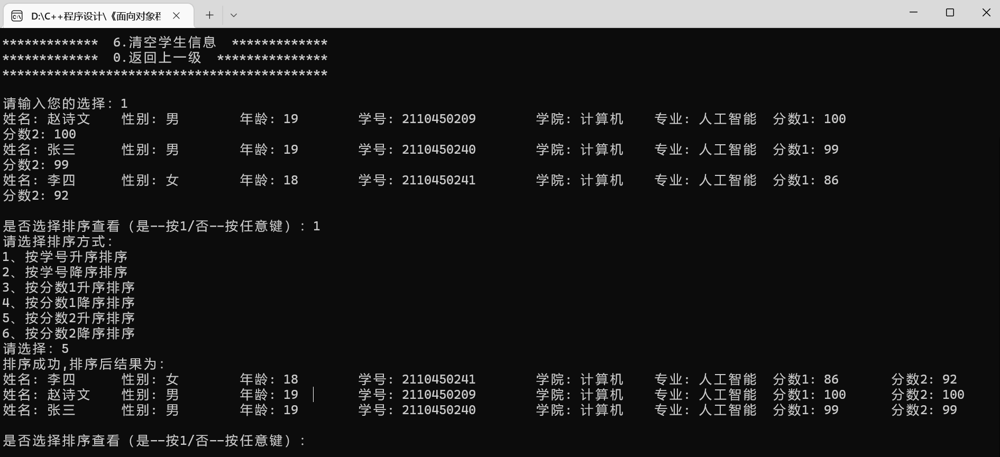 D:\C++程序设计\《面向对象程
*************  6.清空学生信息  *************
*************  0.返回上一级  ***************
********************************************
请输入您的选择: 1
姓名: 赵诗文 性别: 男 年龄: 19 学号: 2110450209 学院: 计算机 专业: 人工智能 分数1: 100
分数2: 100
姓名: 张三 性别: 男 年龄: 19 学号: 2110450240 学院: 计算机 专业: 人工智能 分数1: 99
分数2: 99
姓名: 李四 性别: 女 年龄: 18 学号: 2110450241 学院: 计算机 专业: 人工智能 分数1: 86
分数2: 92
是否选择排序查看（是--按1/否--按任意键）: 1
请选择排序方式:
1、按学号升序排序
2、按学号降序排序
3、按分数1升序排序
4、按分数1降序排序
5、按分数2升序排序
6、按分数2降序排序
请选择: 5
排序成功,排序后结果为:
姓名: 李四 性别: 女 年龄: 18 学号: 2110450241 学院: 计算机 专业: 人工智能 分数1: 86 分数2: 92
姓名: 赵诗文 性别: 男 年龄: 19 学号: 2110450209 学院: 计算机 专业: 人工智能 分数1: 100 分数2: 100
姓名: 张三 性别: 男 年龄: 19 学号: 2110450240 学院: 计算机 专业: 人工智能 分数1: 99 分数2: 99
是否选择排序查看（是--按1/否--按任意键）: